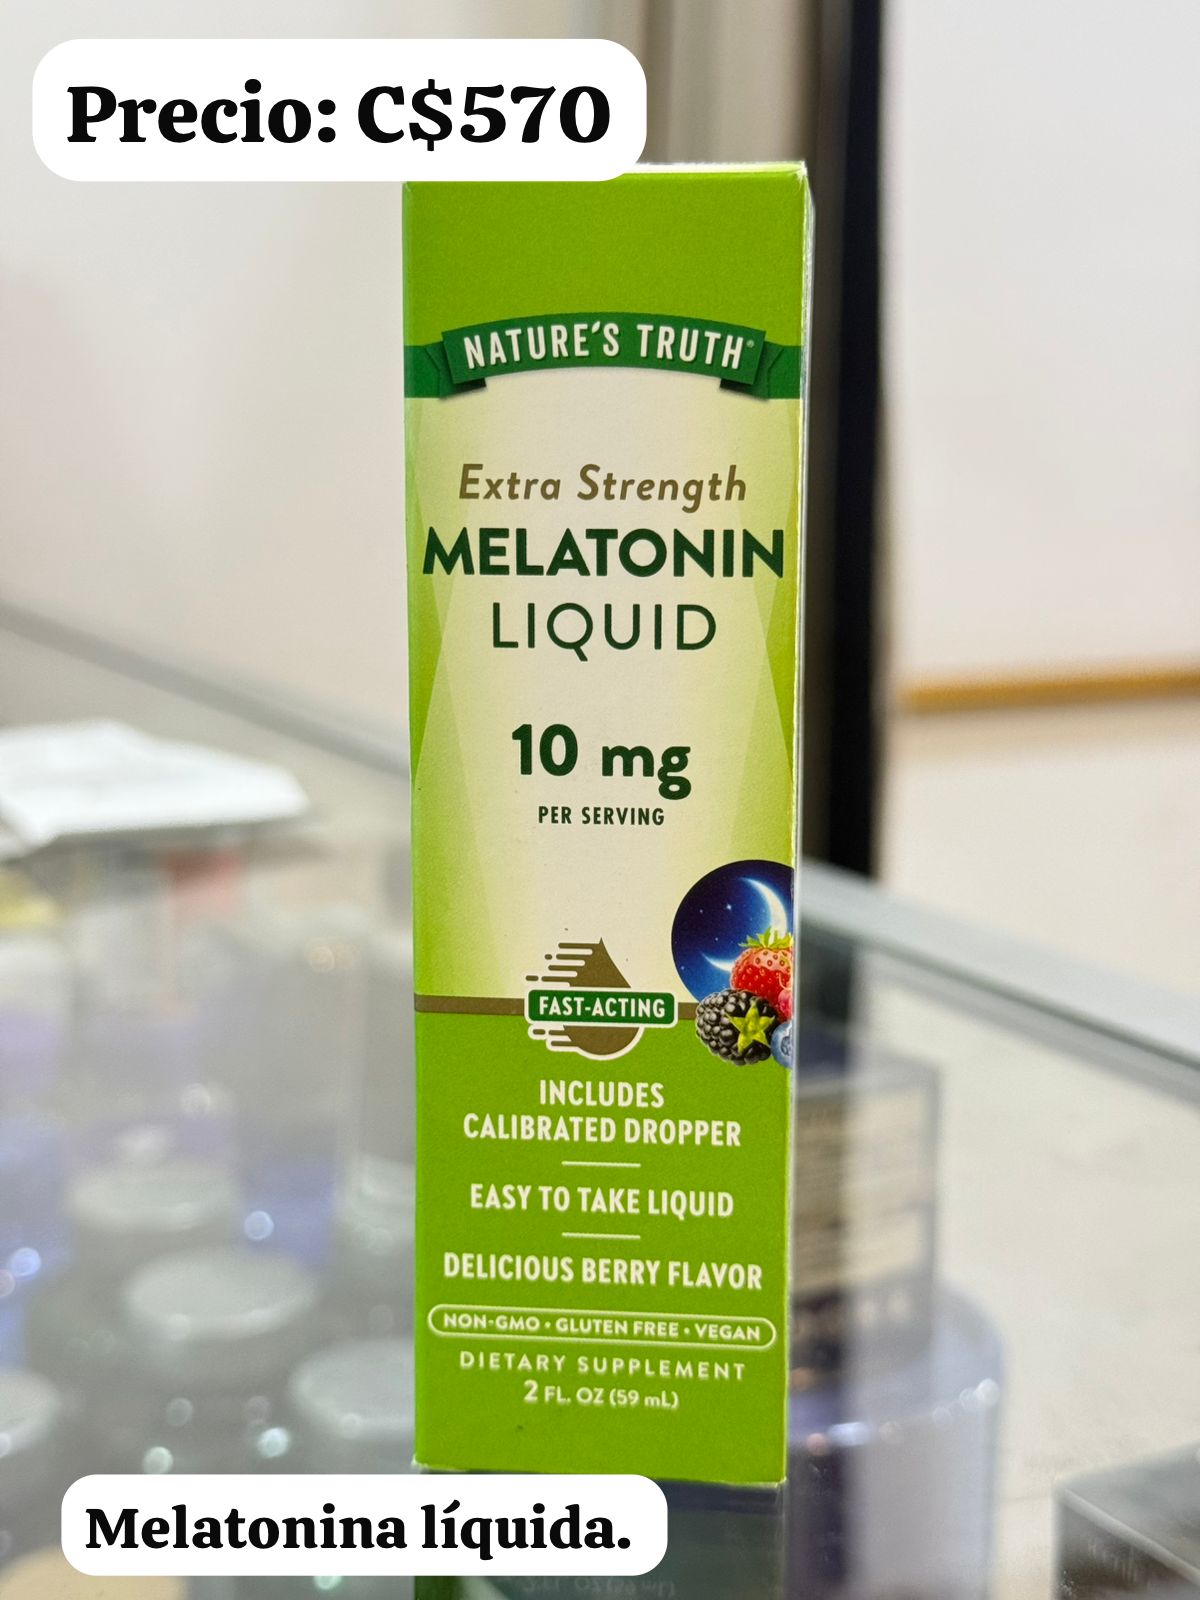 Precio: C$570
NATURE'S TRUTH®
Extra Strength
MELATONIN
LIQUID
10 mg
PER SERVING
FAST-ACTING
INCLUDES
CALIBRATED DROPPER
EASY TO TAKE LIQUID
DELICIOUS BERRY FLAVOR
NON-GMO • GLUTEN FREE • VEGAN
DIETARY SUPPLEMENT
2 FL. OZ (59 mL)
Melatonina líquida.